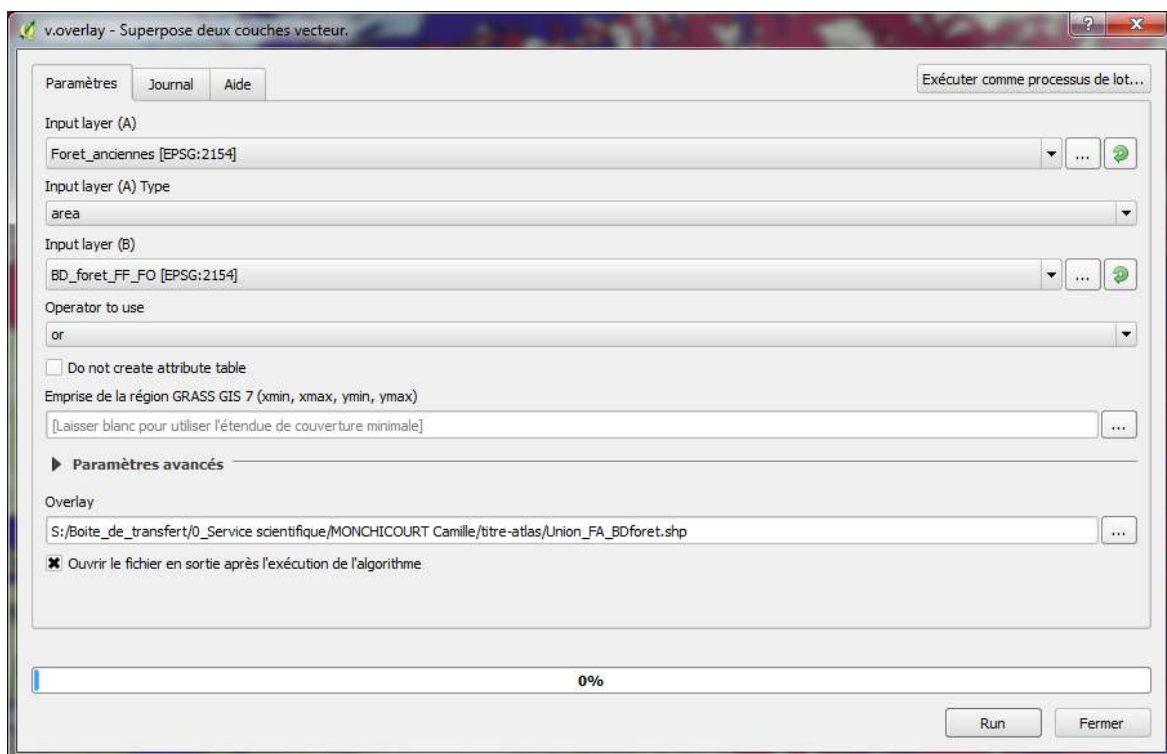 v.overlay - Superpose deux couches vecteur.
Paramètres Journal Aide Exécuter comme processus de lot...
Input layer (A)
Foret_anciennes [EPSG:2154]
...
Input layer (A) Type
area
Input layer (B)
BD_foret_FF_FO [EPSG:2154]
...
Operator to use
or
Do not create attribute table
Emprise de la région GRASS GIS 7 (xmin, xmax, ymin, ymax)
[Laisser blanc pour utiliser l'étendue de couverture minimale]
...
Paramètres avancés
Overlay
S:/Boite_de_transfert/0_Service scientifique/MONCHICOURT Camille/titre-atlas/Union_FA_BDforet.shp
...
Ouvrir le fichier en sortie après l'exécution de l'algorithme
0%
Run Fermer